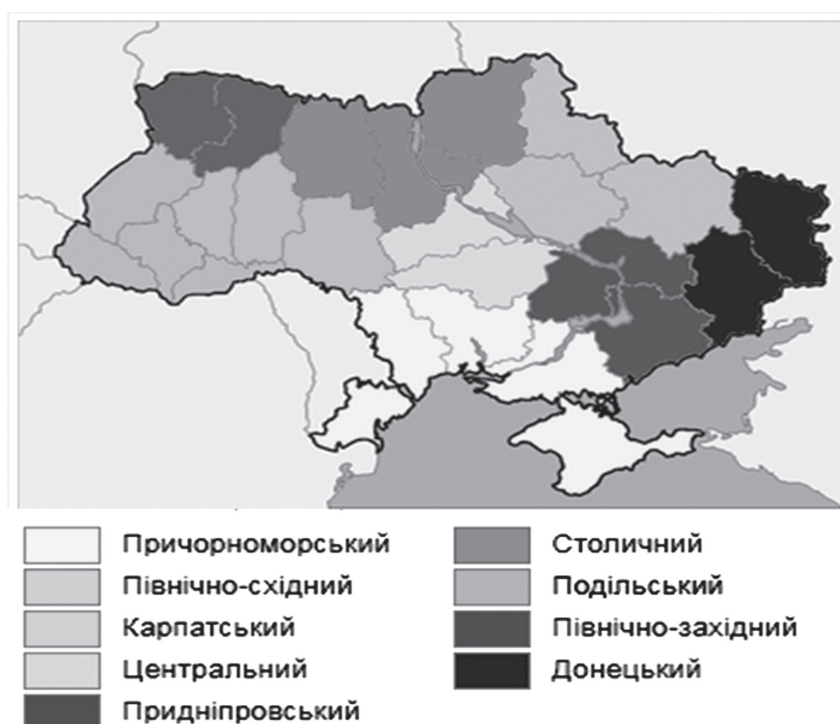 Причорноморський
Північно-східний
Карпатський
Центральний
Придніпровський
Столичний
Подільський
Північно-західний
Донецький